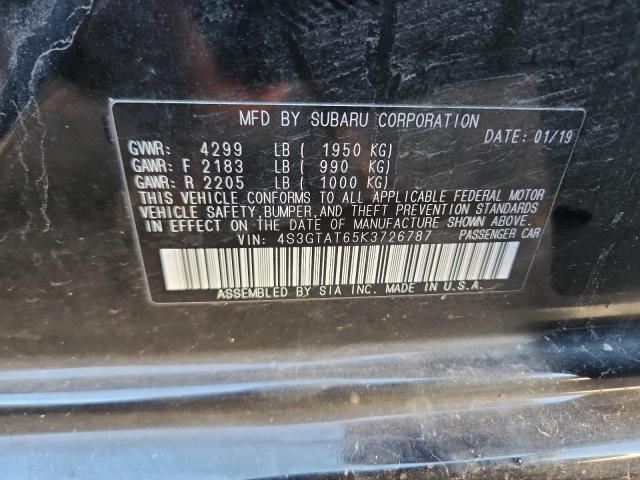 MFD BY SUBARU CORPORATION
DATE: 01/19
GVWR: 4299 LB ( 1950 KG)
GAWR: F 2183 LB ( 990 KG)
GAWR: R 2205 LB ( 1000 KG)
THIS VEHICLE CONFORMS TO ALL APPLICABLE FEDERAL MOTOR
VEHICLE SAFETY, BUMPER, AND THEFT PREVENTION STANDARDS
IN EFFECT ON THE DATE OF MANUFACTURE SHOWN ABOVE.
VIN: 4S3GTAT65K3726787 PASSENGER CAR
ASSEMBLED BY SIA INC. MADE IN U.S.A.